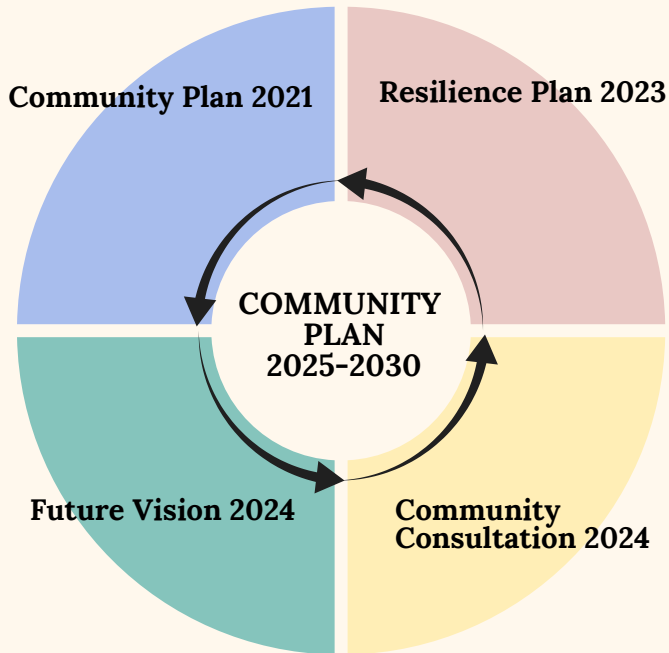 Community Plan 2021
Resilience Plan 2023
COMMUNITY
PLAN
2025-2030
Future Vision 2024
Community
Consultation 2024